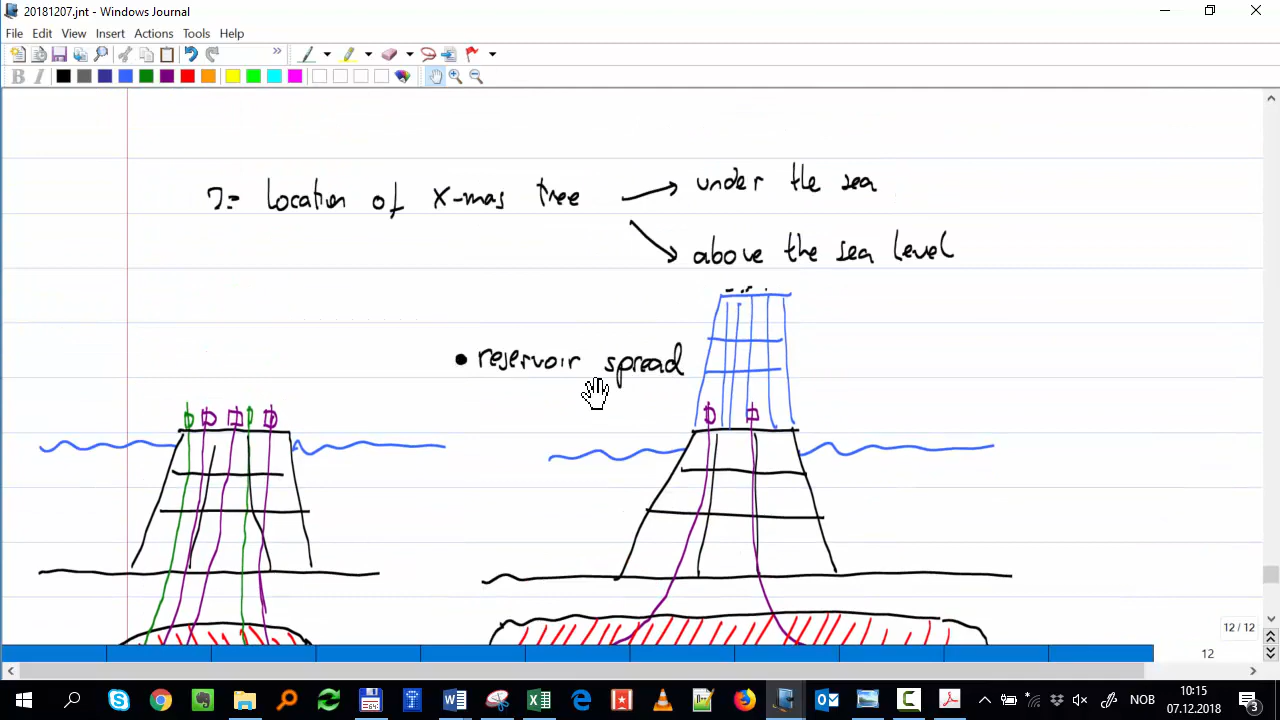 20181207.jnt - Windows Journal
File Edit View Insert Actions Tools Help
B I
7= location of X-mas tree
under the sea
above the sea level
• reservoir spread
12 / 12
12
NOB
10:15
07.12.2018
3